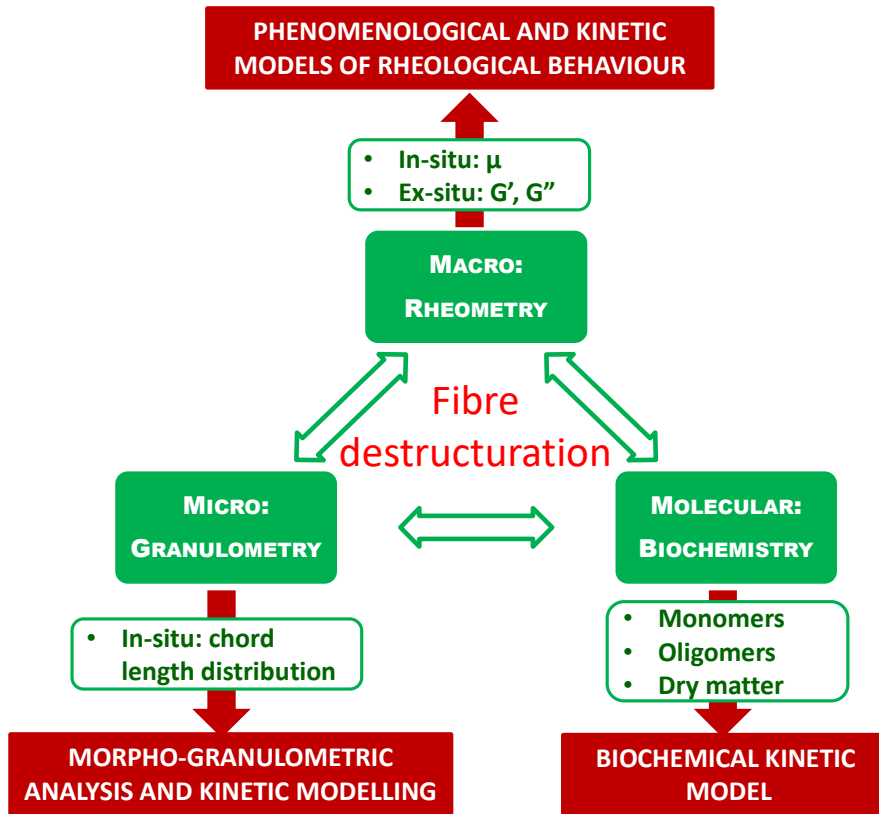 PHENOMENOLOGICAL AND KINETIC
MODELS OF RHEOLOGICAL BEHAVIOUR
• In-situ: µ
• Ex-situ: G’, G’’
MACRO:
RHEOMETRY
Fibre
destructuration
MICRO:
GRANULOMETRY
MOLECULAR:
BIOCHEMISTRY
• In-situ: chord
length distribution
• Monomers
• Oligomers
• Dry matter
MORPHO-GRANULOMETRIC
ANALYSIS AND KINETIC MODELLING
BIOCHEMICAL KINETIC
MODEL